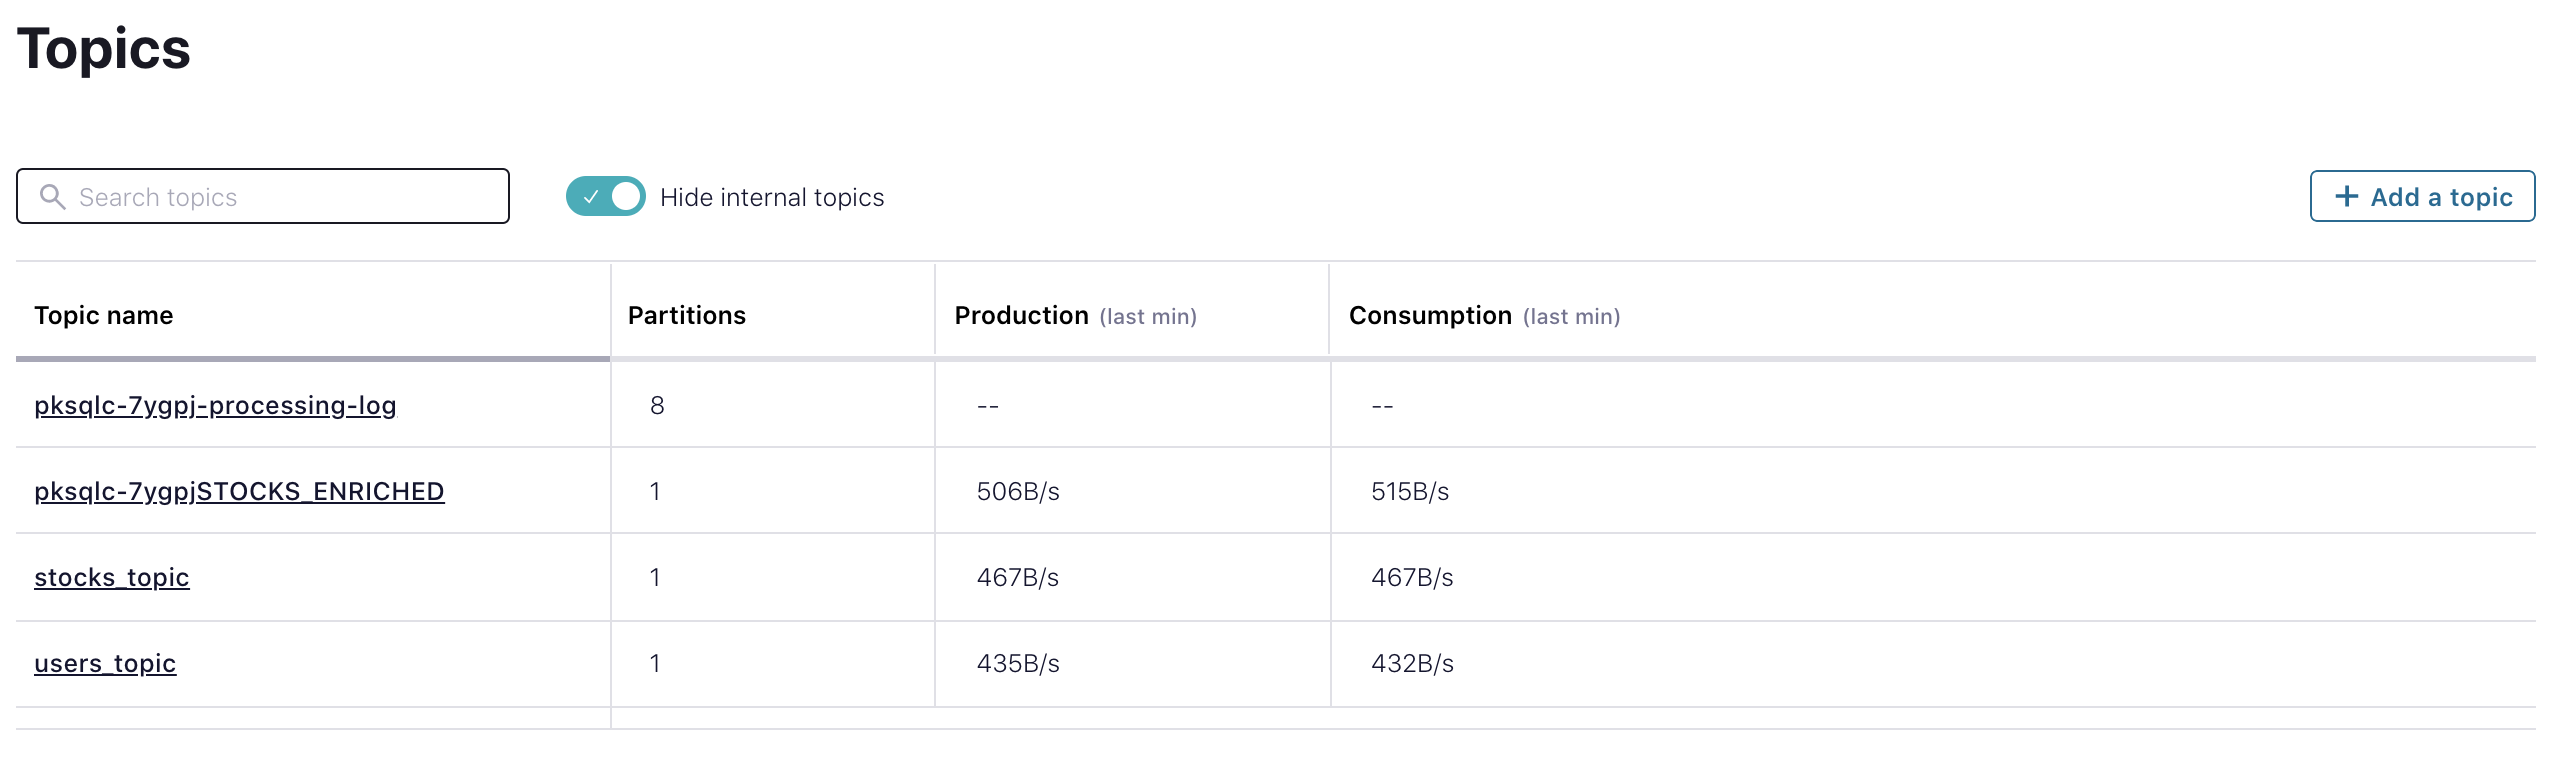 Topics
Search topics
Hide internal topics
+ Add a topic
Topic name Partitions Production (last min) Consumption (last min)
pksqlc-7ygpj-processing-log 8 -- --
pksqlc-7ygpjSTOCKS_ENRICHED 1 506B/s 515B/s
stocks_topic 1 467B/s 467B/s
users_topic 1 435B/s 432B/s